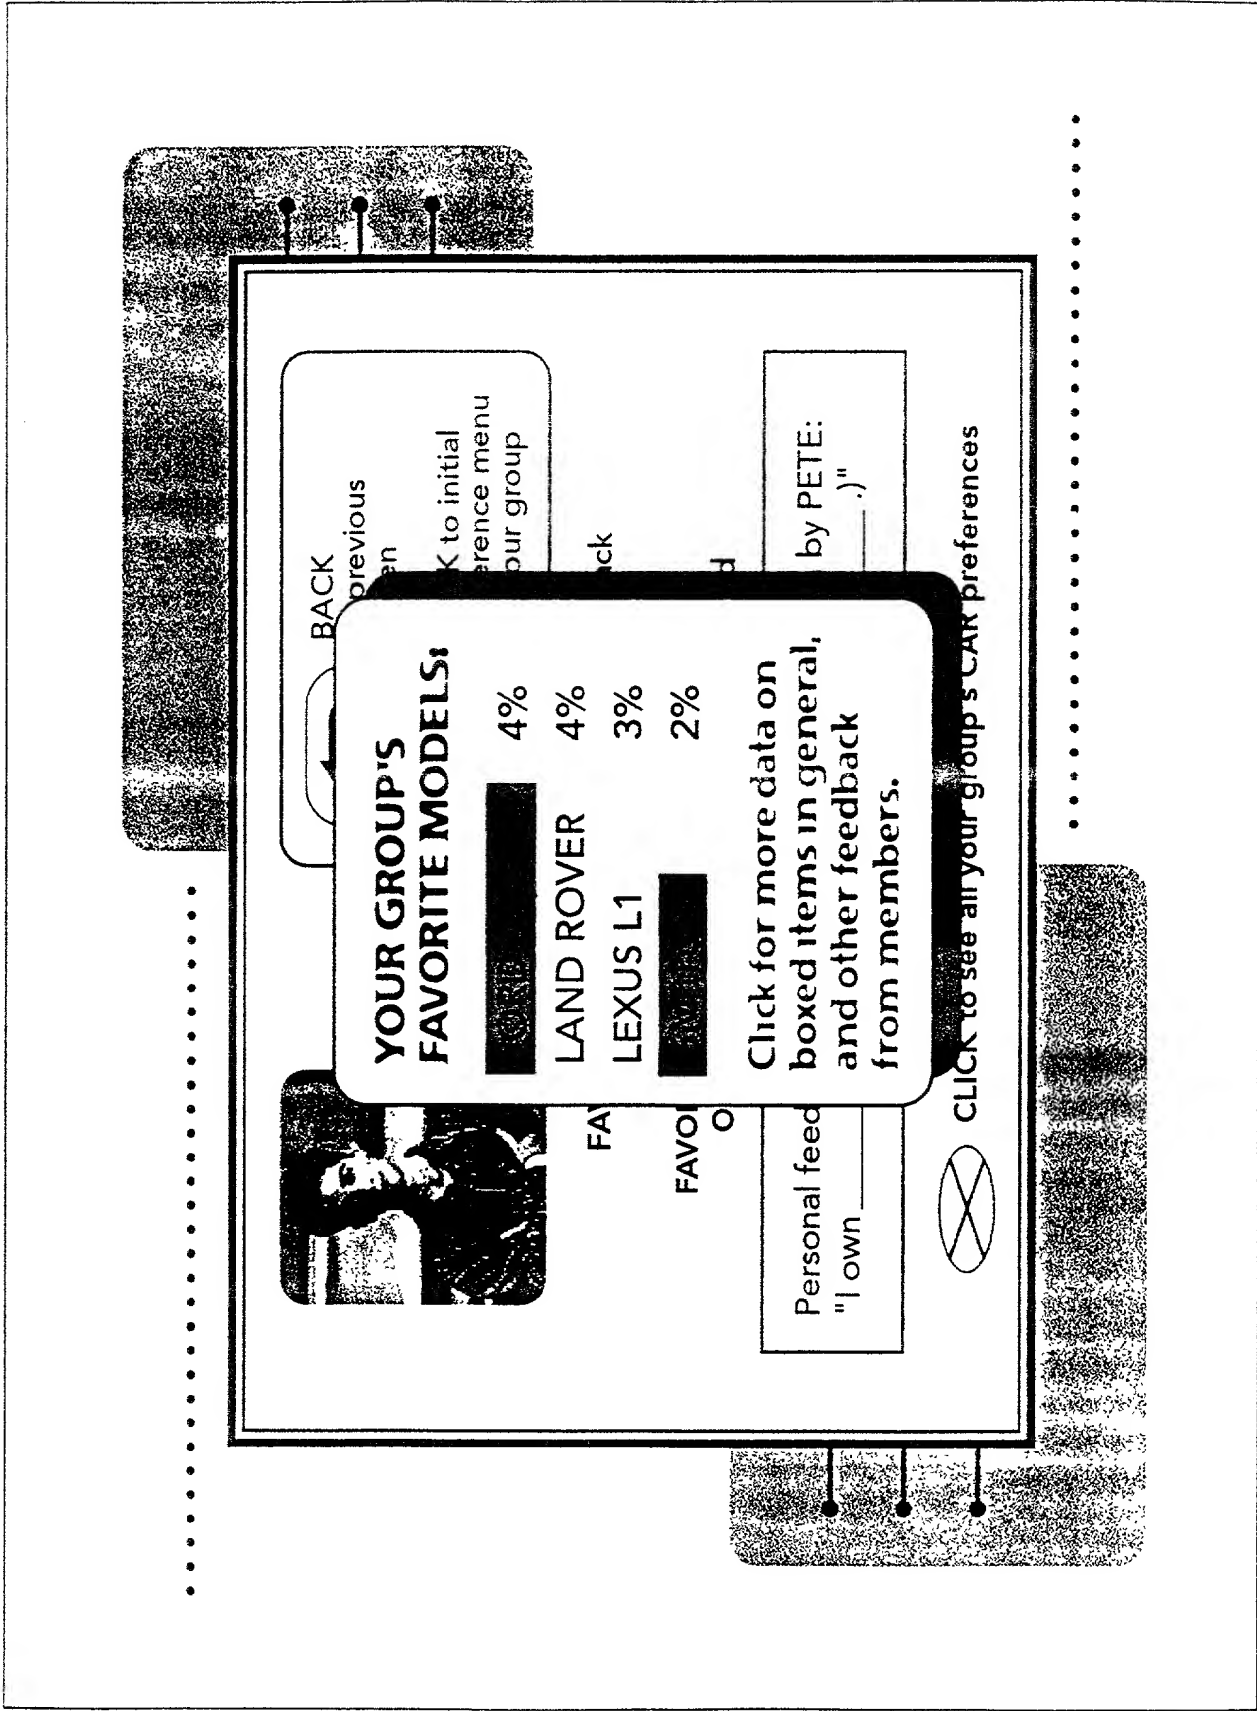 BACK
previous
en
K to initial
erence menu
our group
YOUR GROUP'S
FAVORITE MODELS:
4%
LAND ROVER 4%
LEXUS L1 3%
2%
Click for more data on
boxed items in general,
and other feedback
from members.
FA
ack
FAVO
O
d
Personal feed by PETE:
"I own .)"
CLICK to see all your group's CAR preferences